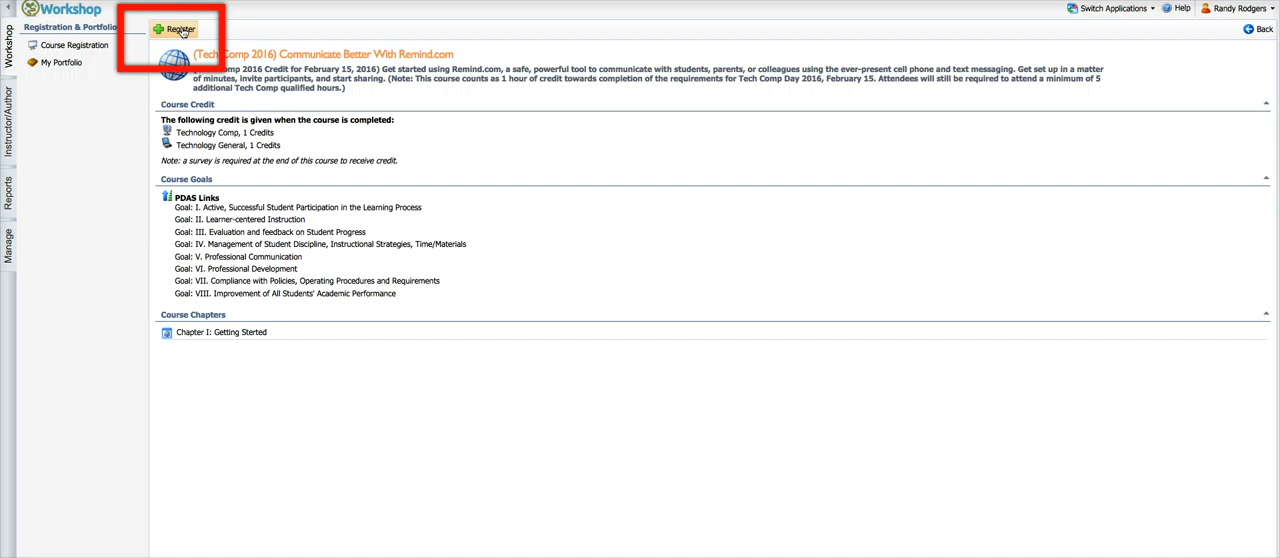 Workshop
Switch Applications
Help
Randy Rodgers
Registration & Portfolio
Register
Back
Course Registration
My Portfolio
Workshop
Instructor/Author
Reports
Manage
(Tech Comp 2016) Communicate Better With Remind.com
omp 2016 Credit for February 15, 2016) Get started using Remind.com, a safe, powerful tool to communicate with students, parents, or colleagues using the ever-present cell phone and text messaging. Get set up in a matter
of minutes, invite participants, and start sharing. (Note: This course counts as 1 hour of credit towards completion of the requirements for Tech Comp Day 2016, February 15. Attendees will still be required to attend a minimum of 5
additional Tech Comp qualified hours.)
Course Credit
The following credit is given when the course is completed:
Technology Comp, 1 Credits
Technology General, 1 Credits
Note: a survey is required at the end of this course to receive credit.
Course Goals
PDAS Links
Goal: I. Active, Successful Student Participation in the Learning Process
Goal: II. Learner-centered Instruction
Goal: III. Evaluation and feedback on Student Progress
Goal: IV. Management of Student Discipline, Instructional Strategies, Time/Materials
Goal: V. Professional Communication
Goal: VI. Professional Development
Goal: VII. Compliance with Policies, Operating Procedures and Requirements
Goal: VIII. Improvement of All Students' Academic Performance
Course Chapters
Chapter I: Getting Started